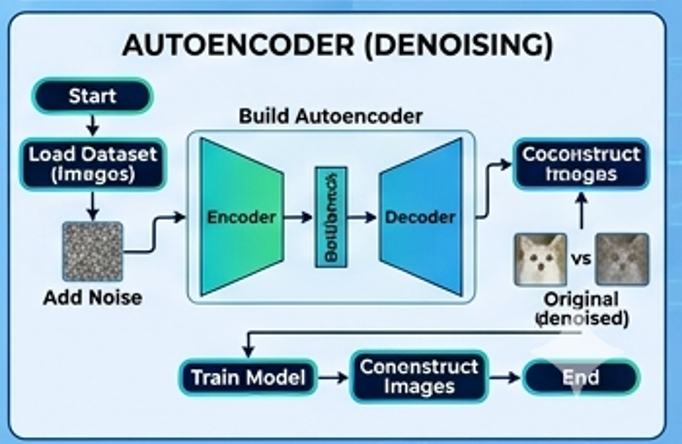 AUTOENCODER (DENOISING)
Start
Build Autoencoder
Load Dataset
(Imagos)
Encoder
Decoder
Coconstruct
Add Noise
vs
Original
(denoised)
Train Model
Conenstruct
Images
End